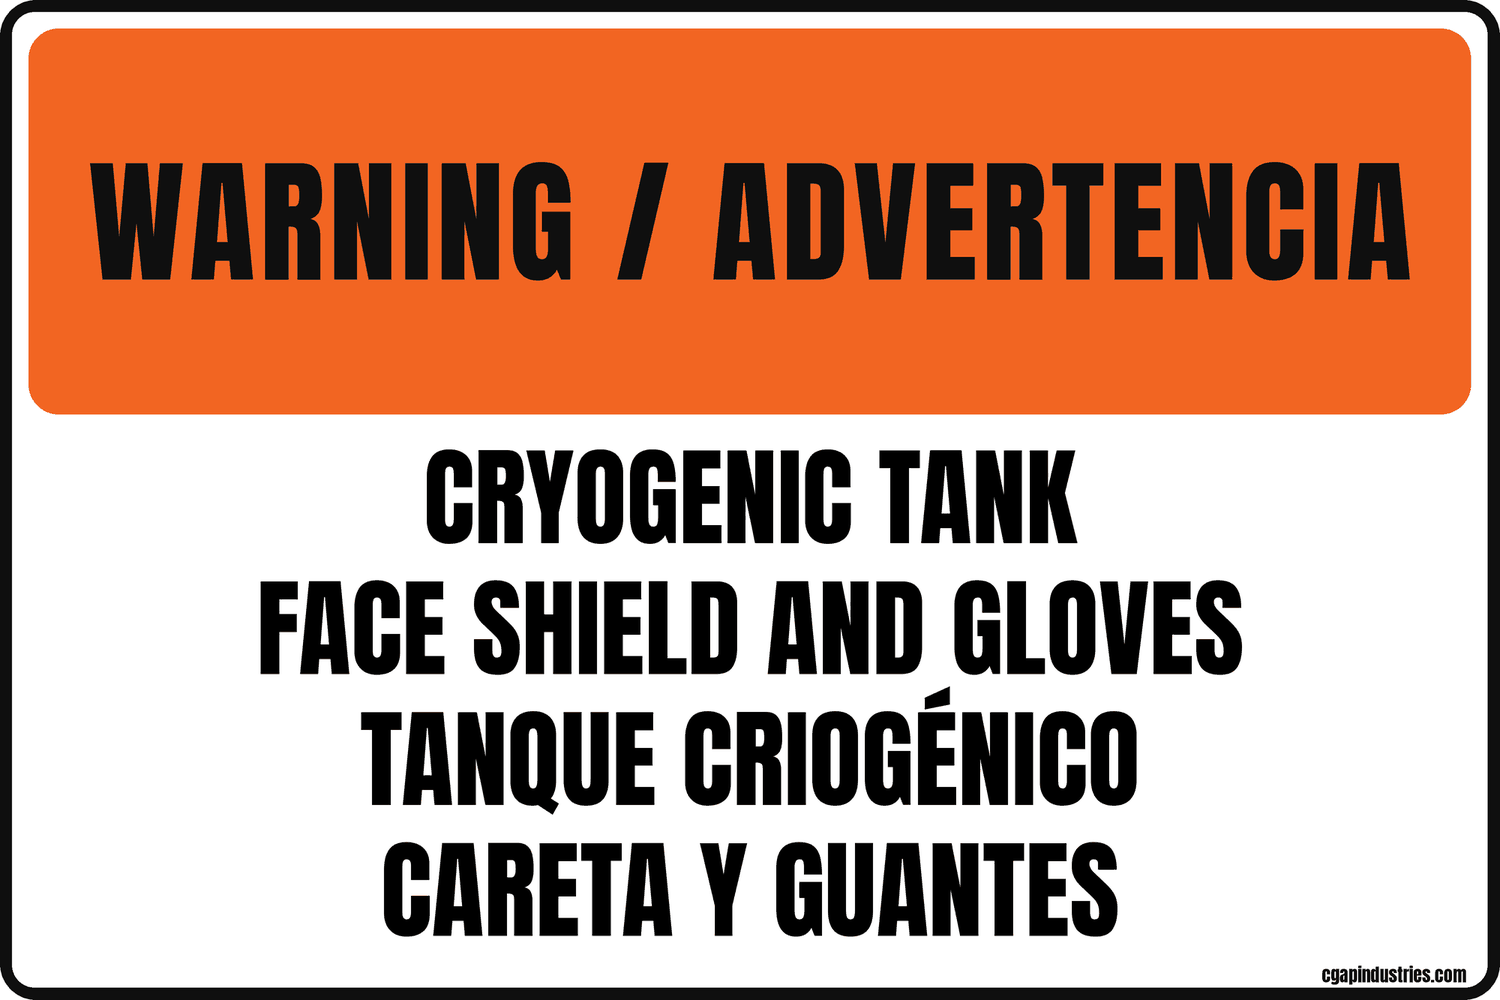 WARNING / ADVERTENCIA
CRYOGENIC TANK
FACE SHIELD AND GLOVES
TANQUE CRIOGÉNICO
CARETA Y GUANTES
cgapindustries.com